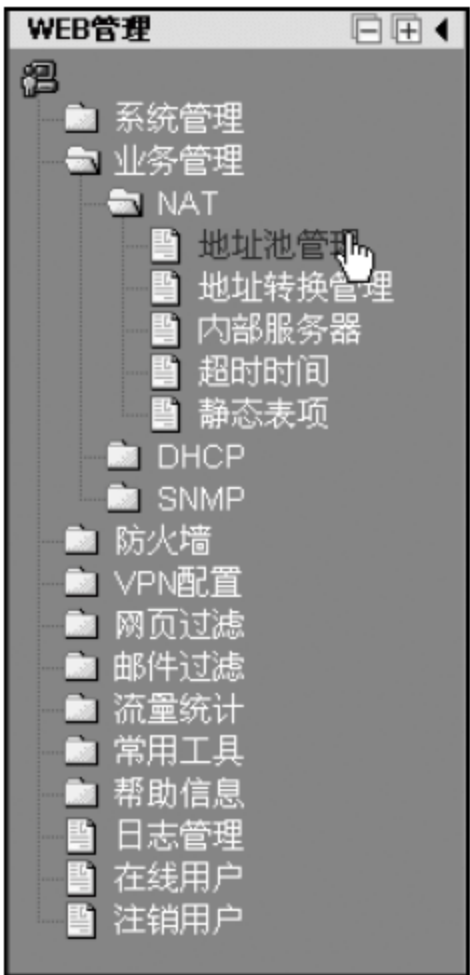 WEB管理
系统管理
业务管理
NAT
地址池管理
地址转换管理
内部服务器
超时时间
静态表项
DHCP
SNMP
防火墙
VPN配置
网页过滤
邮件过滤
流量统计
常用工具
帮助信息
日志管理
在线用户
注销用户